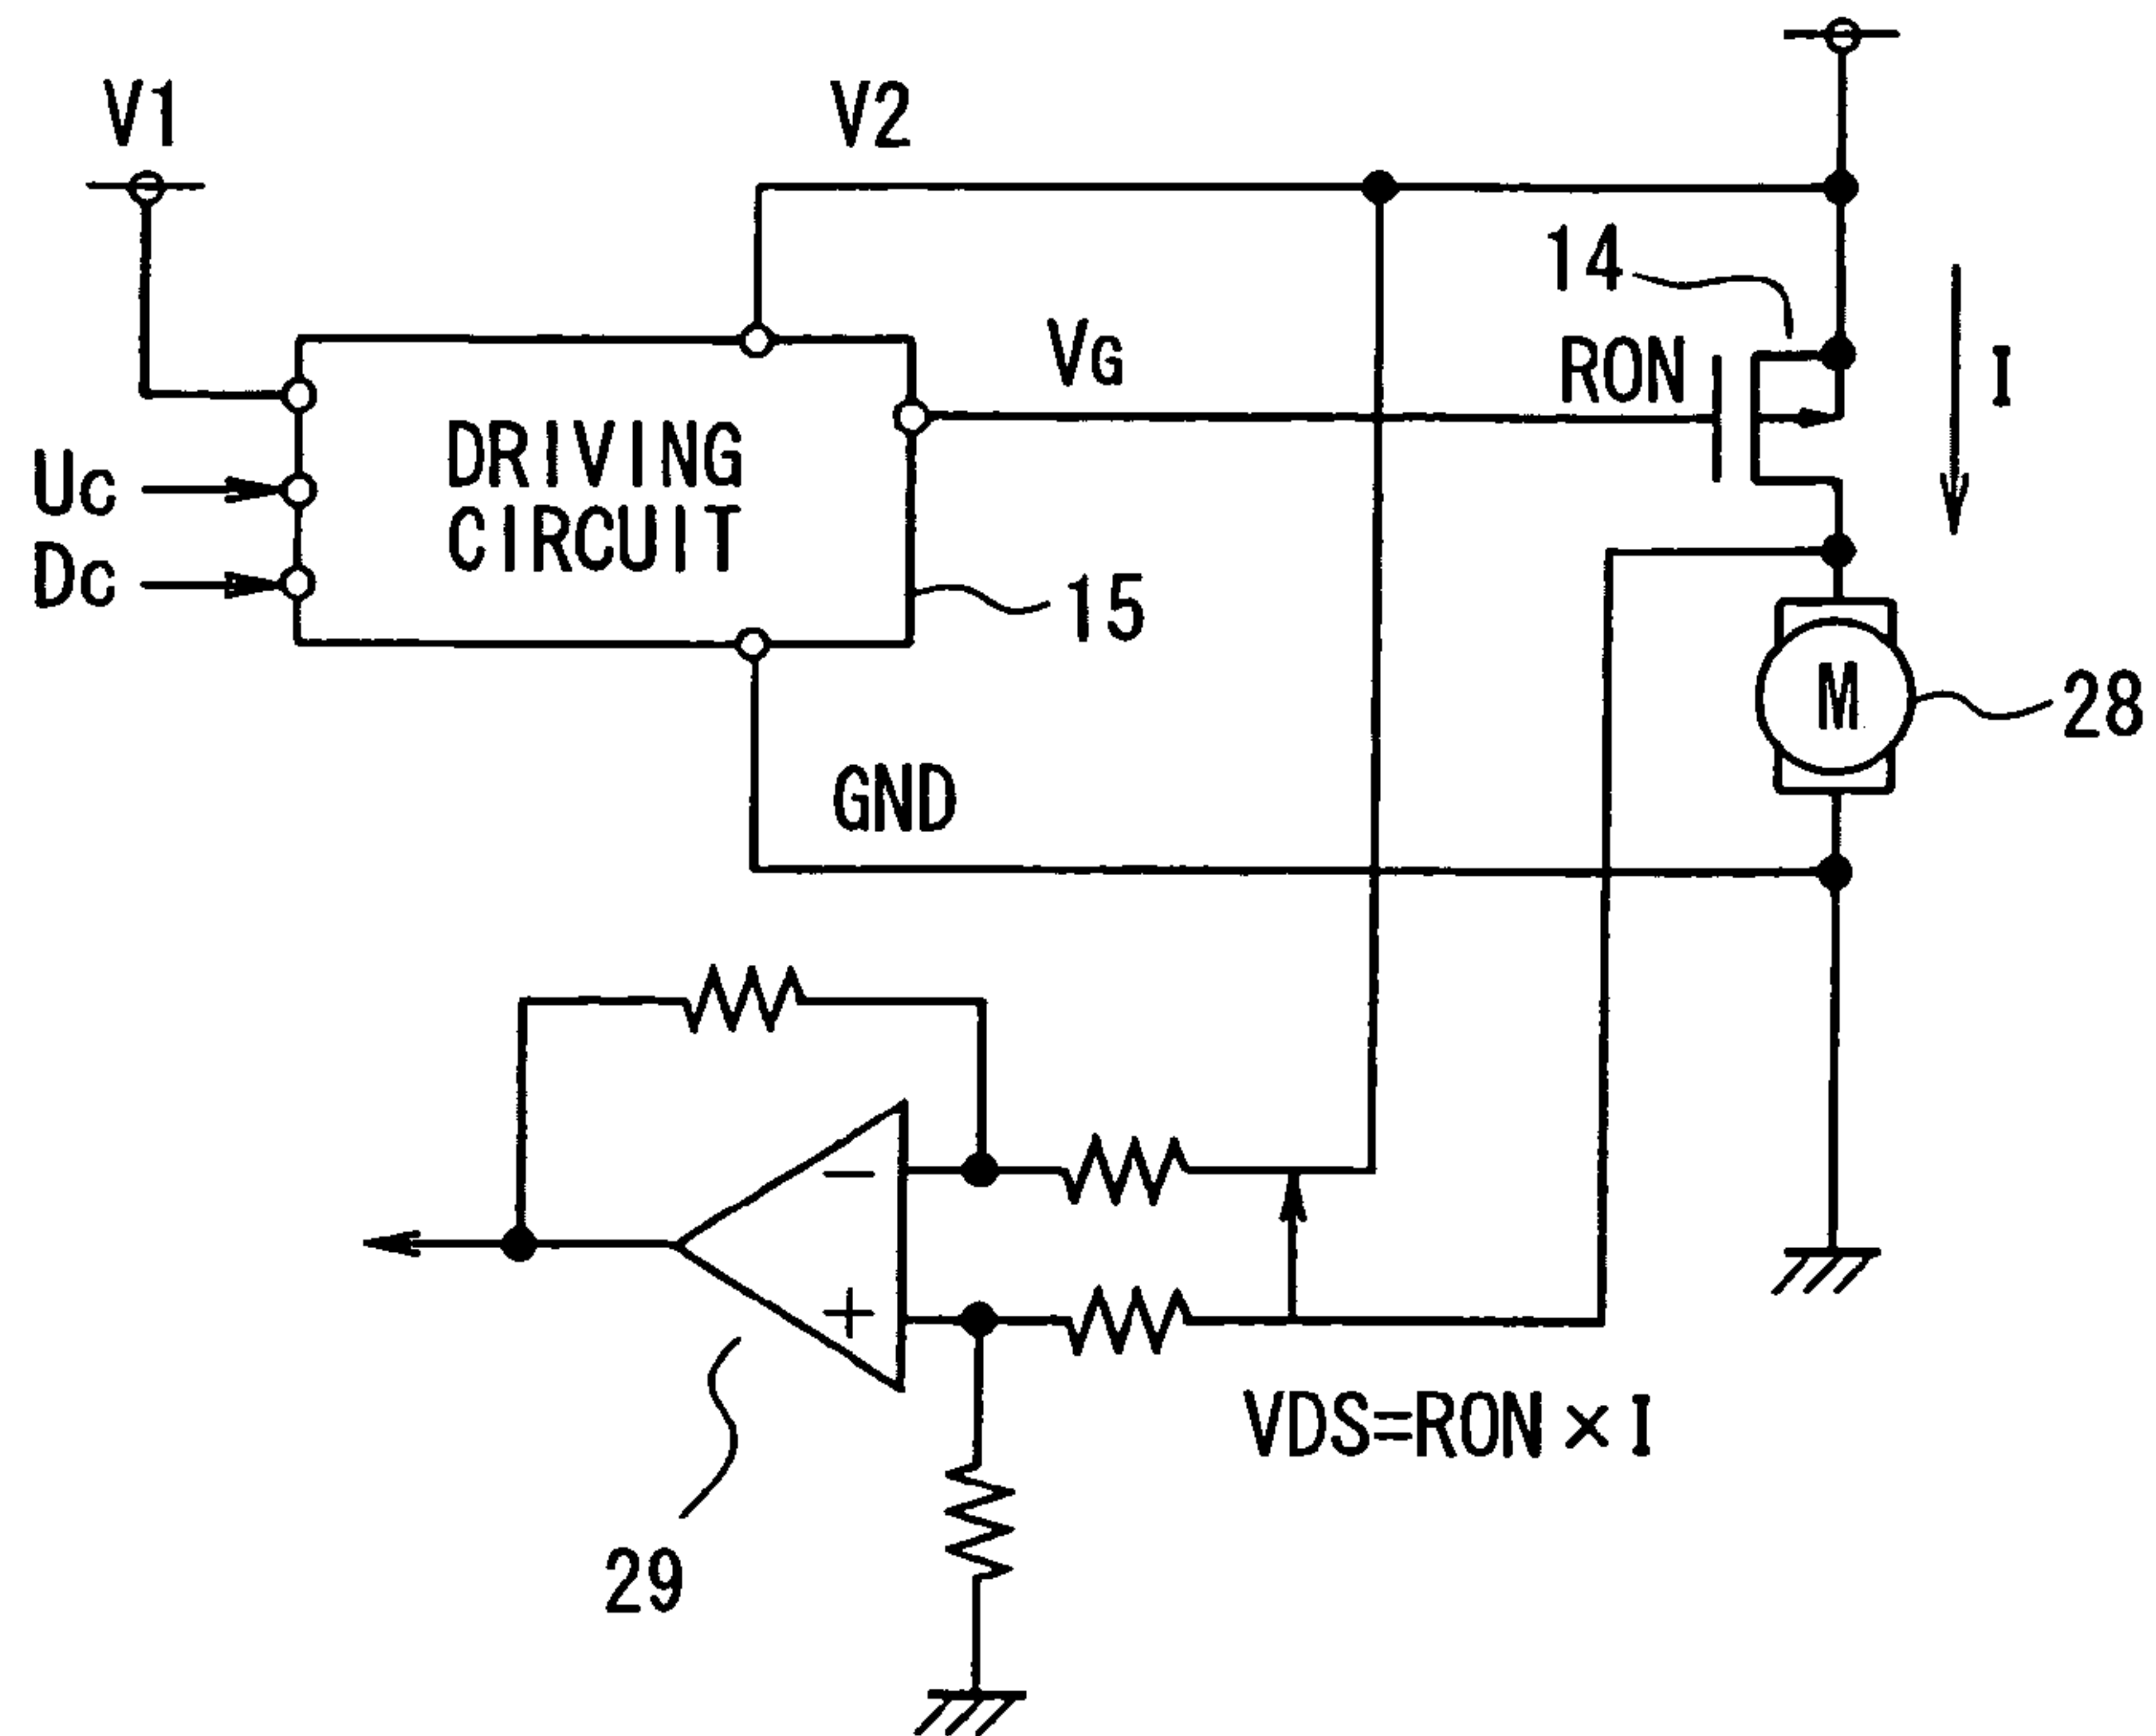 V1
V2
14
RON
I
VG
DRIVING
CIRCUIT
UC
DC
15
M
28
GND
−
+
VDS=RON×I
29